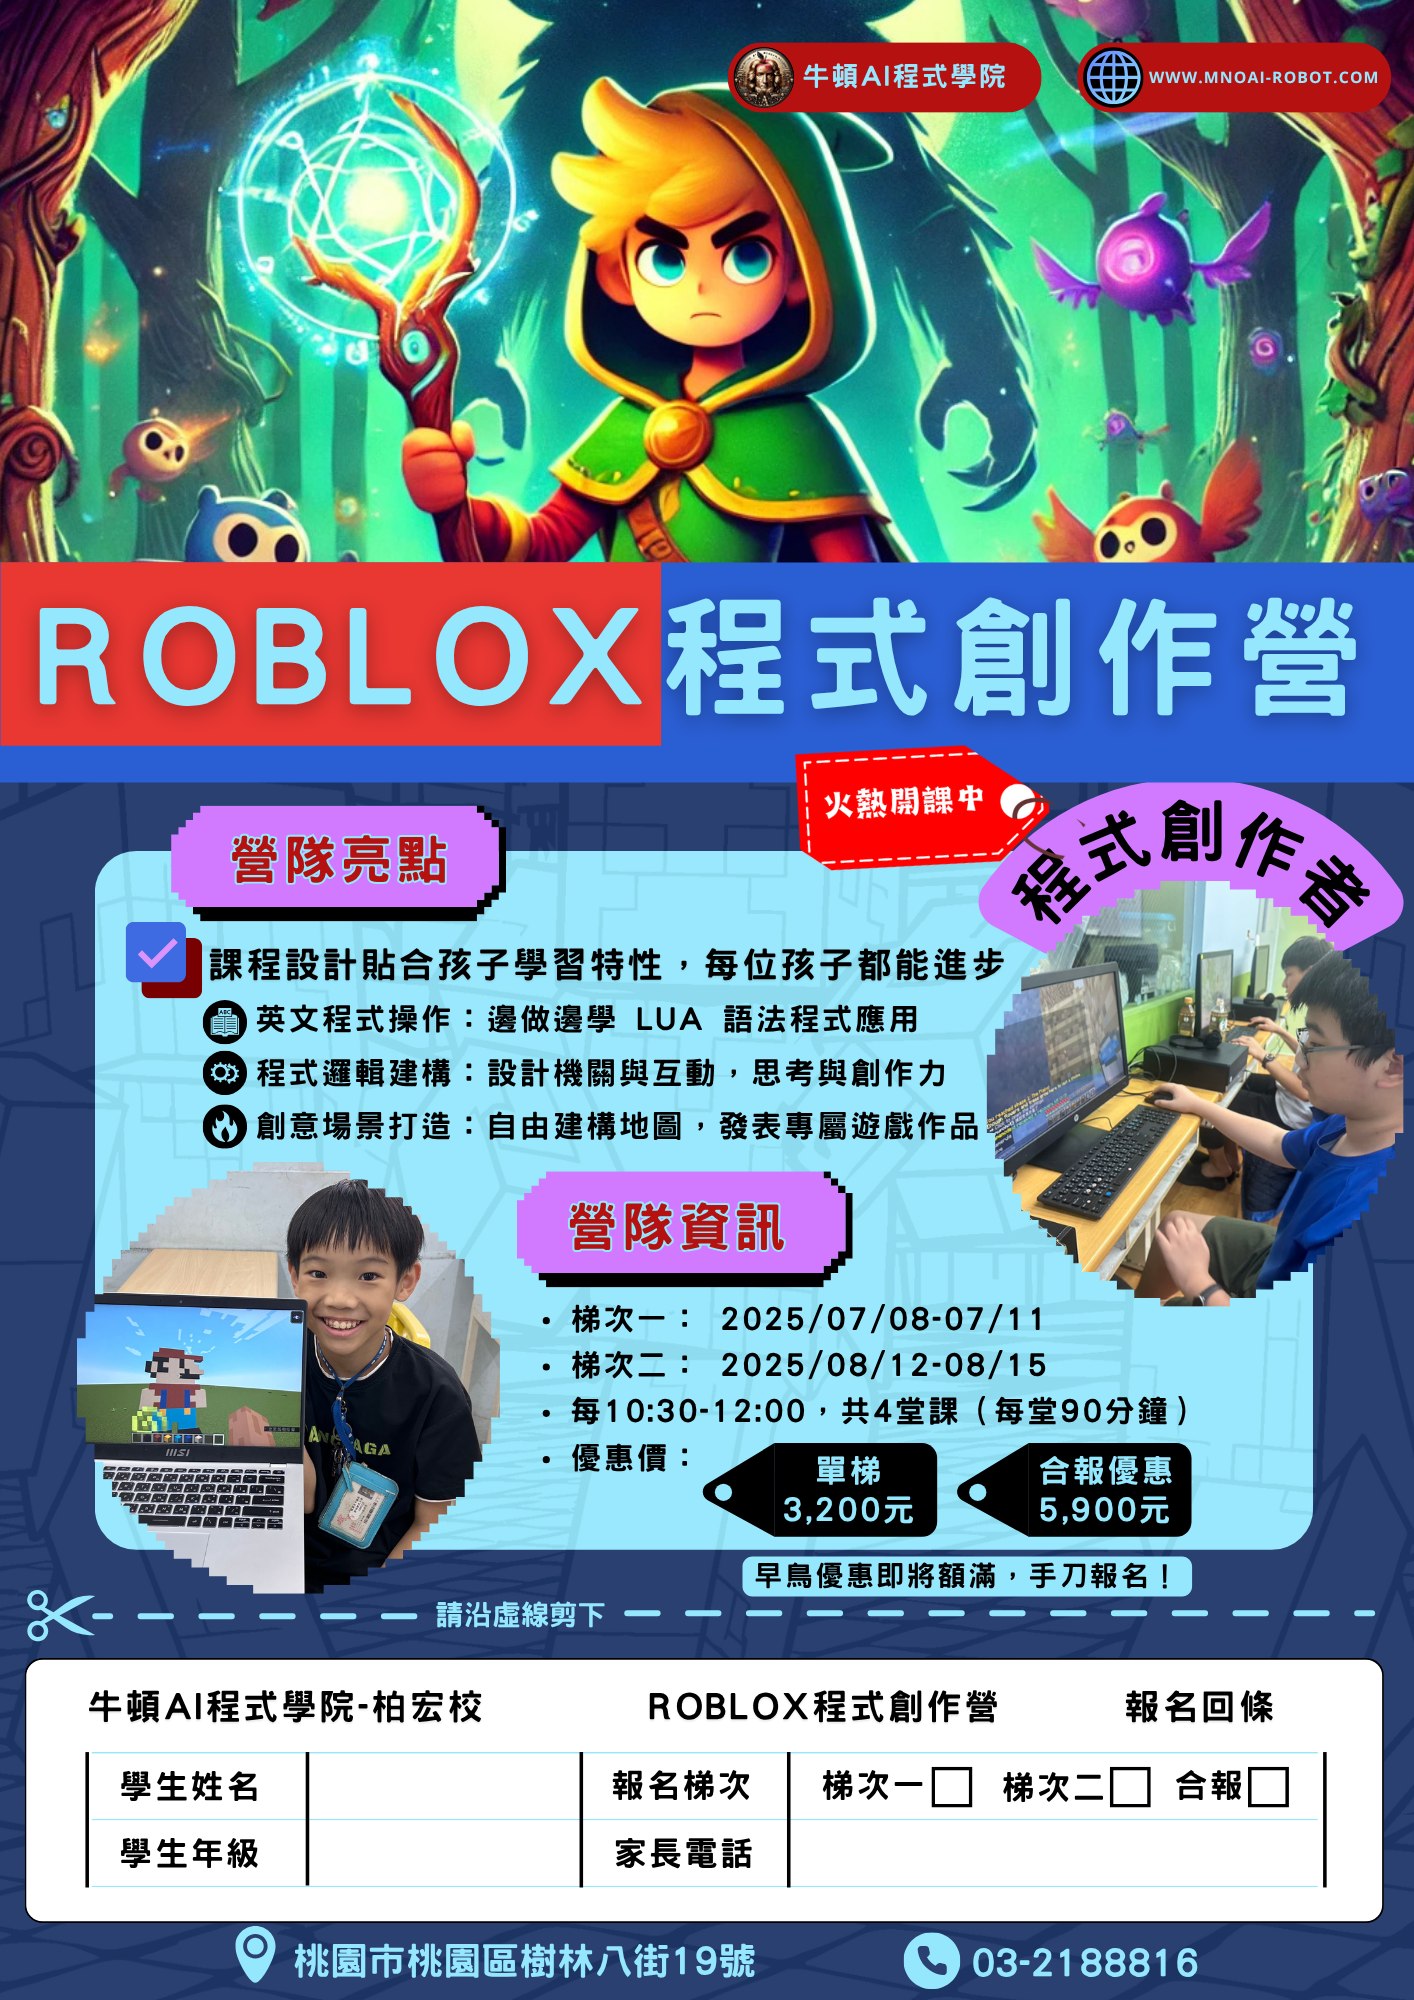 牛頓AI程式學院
WWW.MNOAI-ROBOT.COM
ROBLOX程式創作營
火熱開課中
程式創作者
營隊亮點
課程設計貼合孩子學習特性，每位孩子都能進步
英文程式操作：邊做邊學 LUA 語法程式應用
程式邏輯建構：設計機關與互動，思考與創作力
創意場景打造：自由建構地圖，發表專屬遊戲作品
營隊資訊
• 梯次一： 2025/07/08-07/11
• 梯次二： 2025/08/12-08/15
• 每10:30-12:00，共4堂課（每堂90分鐘）
• 優惠價：
單梯
3,200元
合報優惠
5,900元
早鳥優惠即將額滿，手刀報名！
msi
請沿虛線剪下
牛頓AI程式學院-柏宏校 ROBLOX程式創作營 報名回條
學生姓名 報名梯次 梯次一 梯次二 合報
學生年級 家長電話
桃園市桃園區樹林八街19號
03-2188816